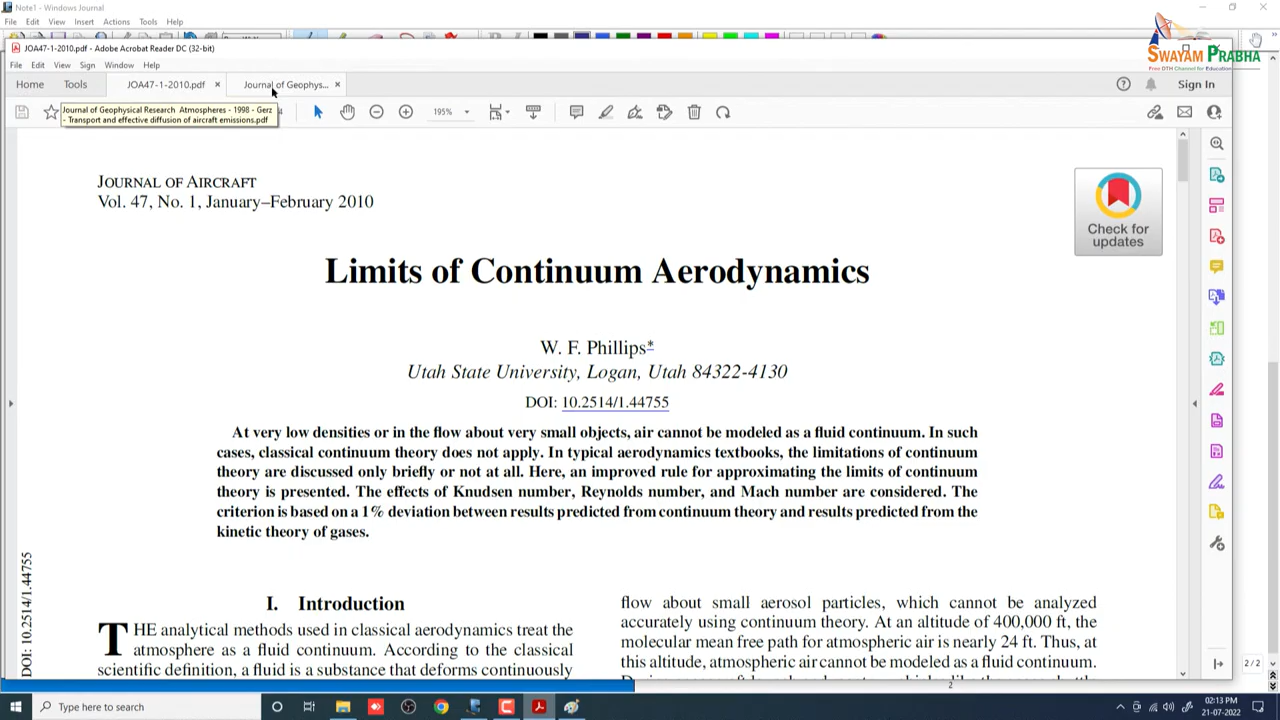 Note1 - Windows Journal
File Edit View Insert Actions Tools Help
JOA47-1-2010.pdf - Adobe Acrobat Reader DC (32-bit)
File Edit View Sign Window Help
Home Tools JOA47-1-2010.pdf × Journal of Geophys... × Sign In
Journal of Geophysical Research Atmospheres - 1998 - Gerz
- Transport and effective diffusion of aircraft emissions.pdf
195%
SWAYAM PRABHA
Free DTH Channel for Education
JOURNAL OF AIRCRAFT
Vol. 47, No. 1, January–February 2010
Check for
updates
Limits of Continuum Aerodynamics
W. F. Phillips*
Utah State University, Logan, Utah 84322-4130
DOI: 10.2514/1.44755
At very low densities or in the flow about very small objects, air cannot be modeled as a fluid continuum. In such
cases, classical continuum theory does not apply. In typical aerodynamics textbooks, the limitations of continuum
theory are discussed only briefly or not at all. Here, an improved rule for approximating the limits of continuum
theory is presented. The effects of Knudsen number, Reynolds number, and Mach number are considered. The
criterion is based on a 1% deviation between results predicted from continuum theory and results predicted from the
kinetic theory of gases.
I. Introduction
THE analytical methods used in classical aerodynamics treat the
atmosphere as a fluid continuum. According to the classical
scientific definition, a fluid is a substance that deforms continuously
flow about small aerosol particles, which cannot be analyzed
accurately using continuum theory. At an altitude of 400,000 ft, the
molecular mean free path for atmospheric air is nearly 24 ft. Thus, at
this altitude, atmospheric air cannot be modeled as a fluid continuum.
DOI: 10.2514/1.44755
2
2 / 2
Type here to search
02:13 PM
21-07-2022